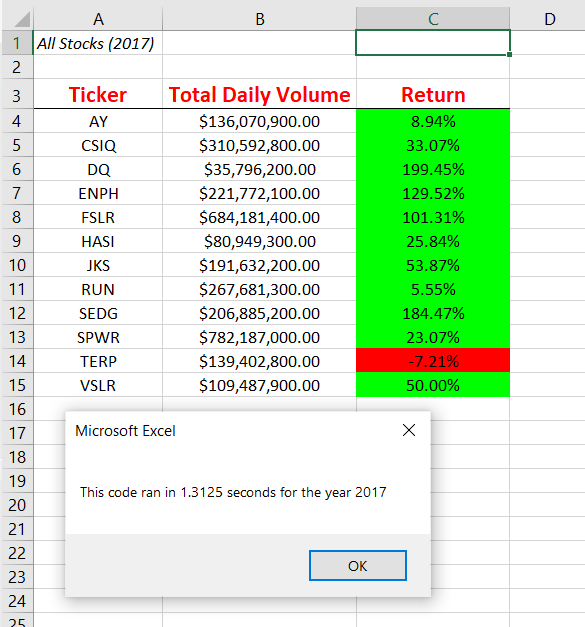 A B C D
1 All Stocks (2017)
2
3 Ticker Total Daily Volume Return
4 AY $136,070,900.00 8.94%
5 CSIQ $310,592,800.00 33.07%
6 DQ $35,796,200.00 199.45%
7 ENPH $221,772,100.00 129.52%
8 FSLR $684,181,400.00 101.31%
9 HASI $80,949,300.00 25.84%
10 JKS $191,632,200.00 53.87%
11 RUN $267,681,300.00 5.55%
12 SEDG $206,885,200.00 184.47%
13 SPWR $782,187,000.00 23.07%
14 TERP $139,402,800.00 -7.21%
15 VSLR $109,487,900.00 50.00%
16
17 Microsoft Excel
18
19
20 This code ran in 1.3125 seconds for the year 2017
21
22
23 OK
24
25